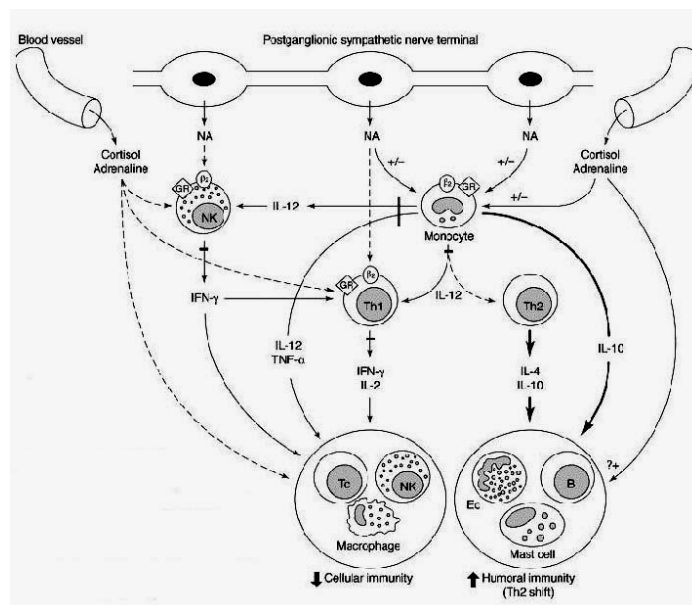 Blood vessel
Postganglionic sympathetic nerve terminal
NA
NA
NA
Cortisol
Adrenaline
+/−
+/−
Cortisol
Adrenaline
GR
β₂
NK
IL-12
β₂
GR
+/−
Monocyte
IFN-γ
GR
β₂
Th1
IL-12
Th2
IL-12
TNF-α
IFN-γ
IL-2
IL-4
IL-10
IL-10
?+
Tc
NK
Macrophage
Eo
B
Mast cell
Cellular immunity
Humoral immunity
(Th2 shift)